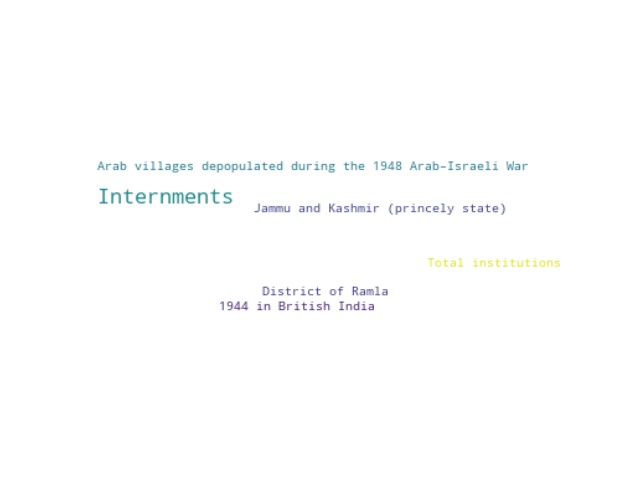 Arab villages depopulated during the 1948 Arab–Israeli War
Internments
Jammu and Kashmir (princely state)
Total institutions
District of Ramla
1944 in British India